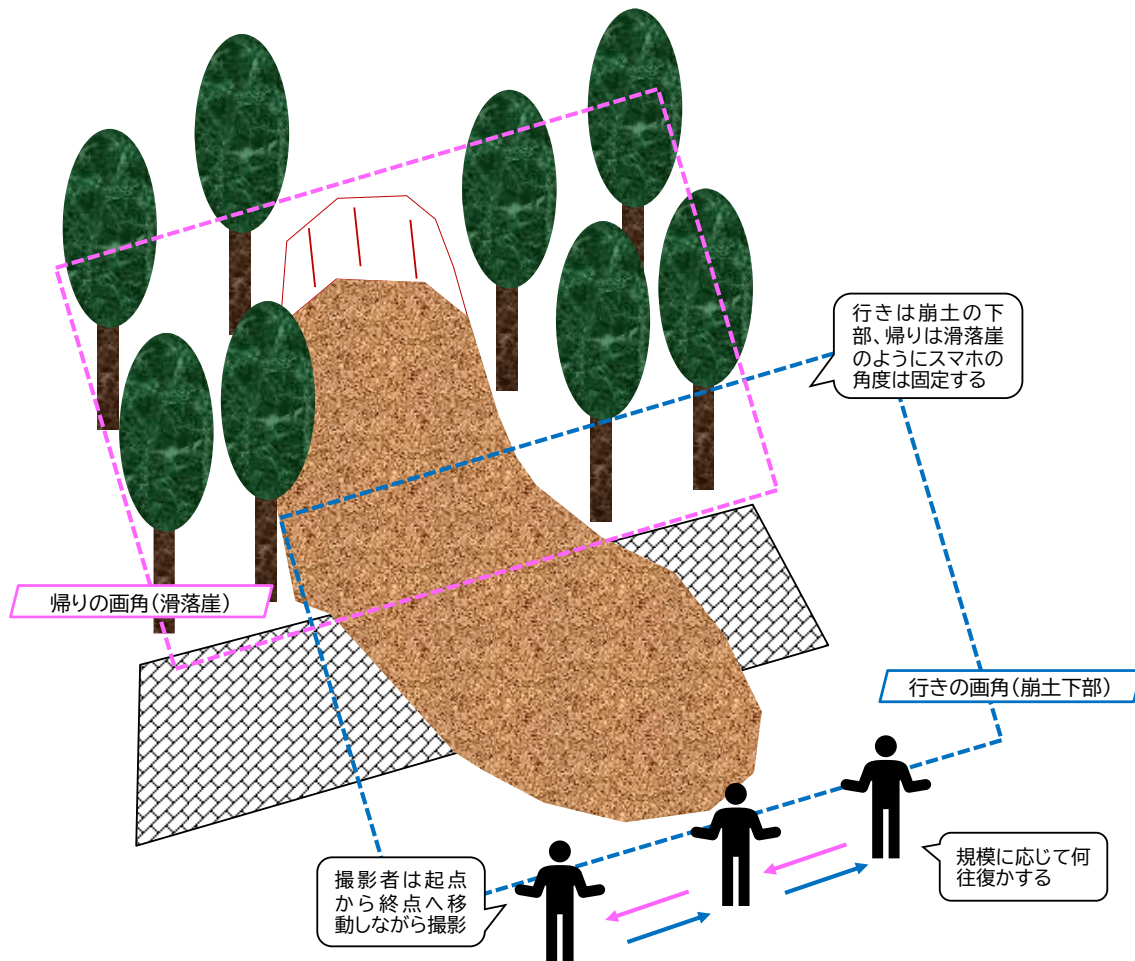 行きは崩土の下
部、帰りは滑落崖
のようにスマホの
角度は固定する
帰りの画角(滑落崖)
行きの画角(崩土下部)
規模に応じて何
往復かする
撮影者は起点
から終点へ移
動しながら撮影